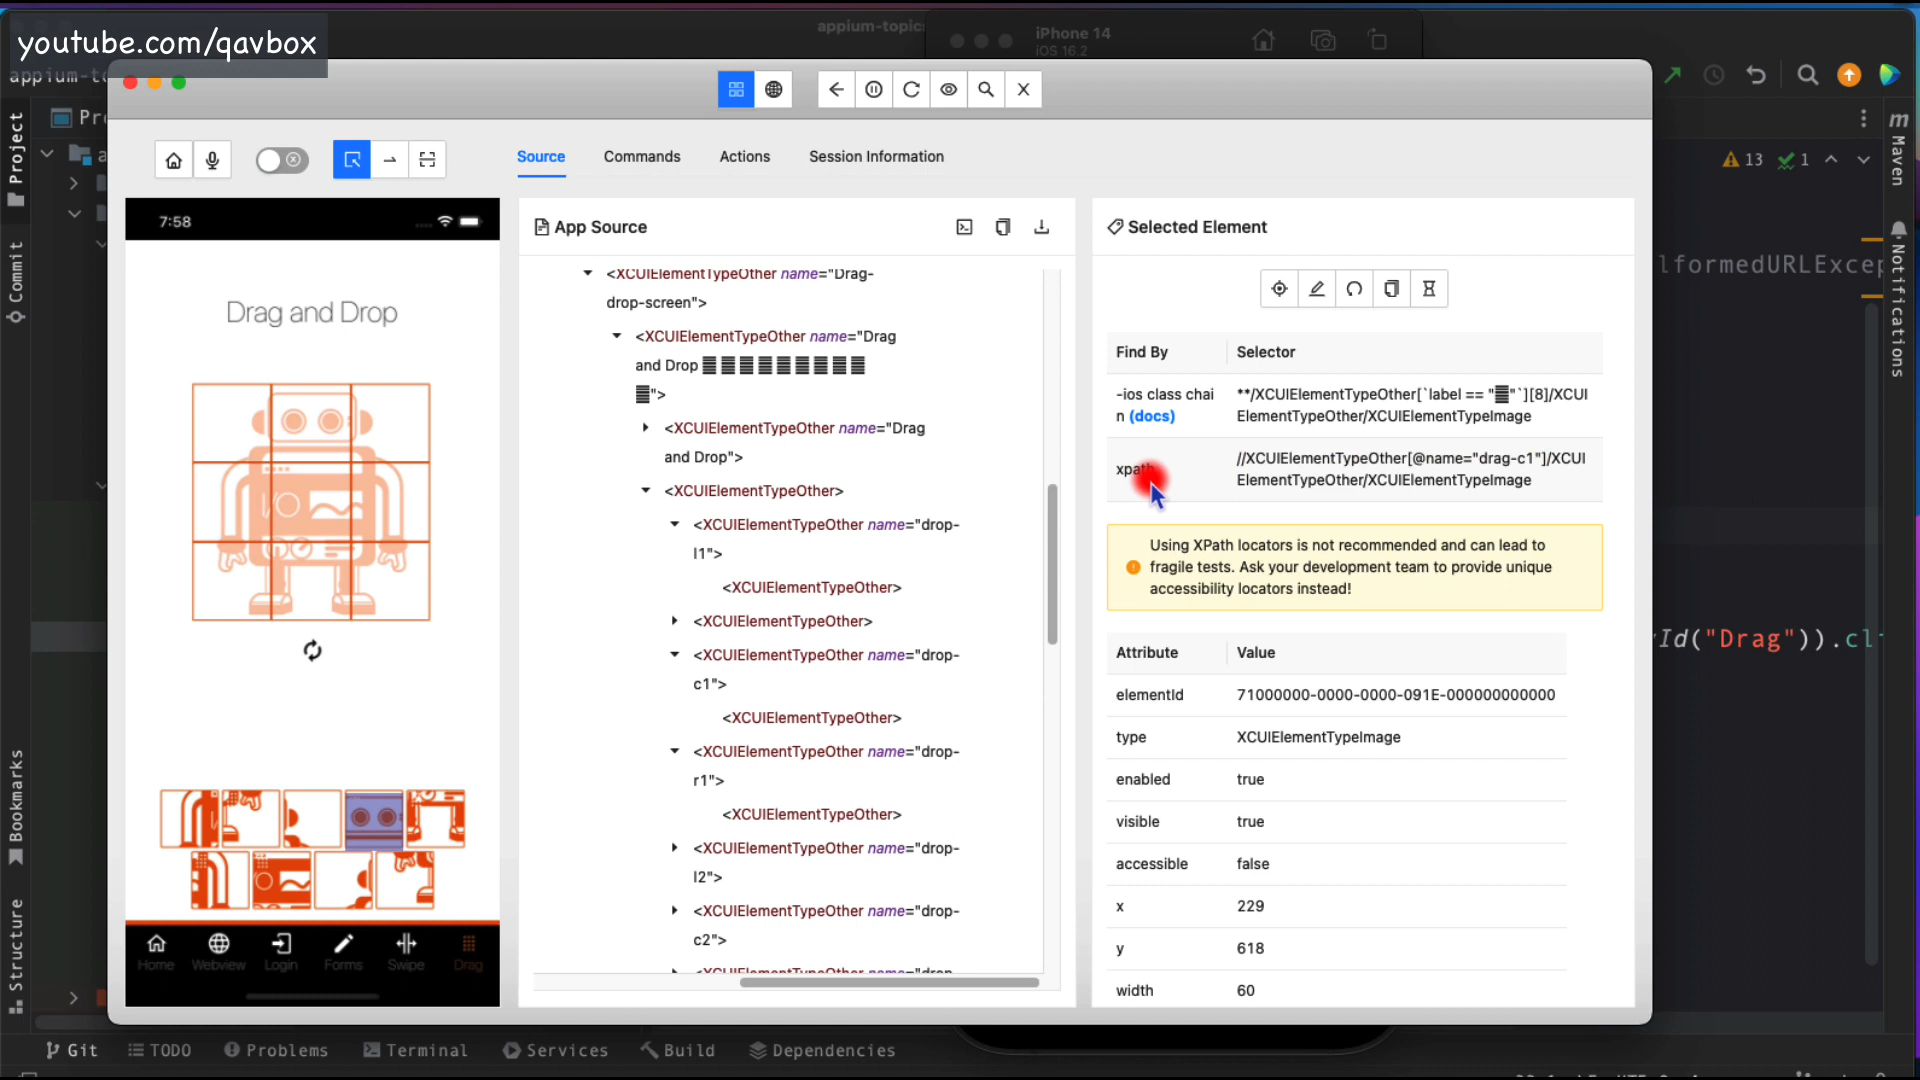 youtube.com/qavbox
appium-topics
iPhone 14
iOS 16.2
Project
Commit
Bookmarks
Structure
13
1
Maven
Notifications
lformedURLExcep
Id("Drag")).cl
Source
Commands
Actions
Session Information
7:58
Drag and Drop
Home
Webview
Login
Forms
Swipe
Drag
App Source
<XCUIElementTypeOther name="Drag-
drop-screen">
<XCUIElementTypeOther name="Drag
and Drop
">
<XCUIElementTypeOther name="Drag
and Drop">
<XCUIElementTypeOther>
<XCUIElementTypeOther name="drop-
l1">
<XCUIElementTypeOther>
<XCUIElementTypeOther>
<XCUIElementTypeOther name="drop-
c1">
<XCUIElementTypeOther>
<XCUIElementTypeOther name="drop-
r1">
<XCUIElementTypeOther>
<XCUIElementTypeOther name="drop-
l2">
<XCUIElementTypeOther name="drop-
c2">
<XCUIElementTypeOther name="drop-
Selected Element
Find By
Selector
-ios class chai
n (docs)
**/XCUIElementTypeOther[`label == ""`][8]/XCUI
ElementTypeOther/XCUIElementTypeImage
xpath
//XCUIElementTypeOther[@name="drag-c1"]/XCUI
ElementTypeOther/XCUIElementTypeImage
Using XPath locators is not recommended and can lead to
fragile tests. Ask your development team to provide unique
accessibility locators instead!
Attribute
Value
elementId
71000000-0000-0000-091E-000000000000
type
XCUIElementTypeImage
enabled
true
visible
true
accessible
false
x
229
y
618
width
60
Git
TODO
Problems
Terminal
Services
Build
Dependencies